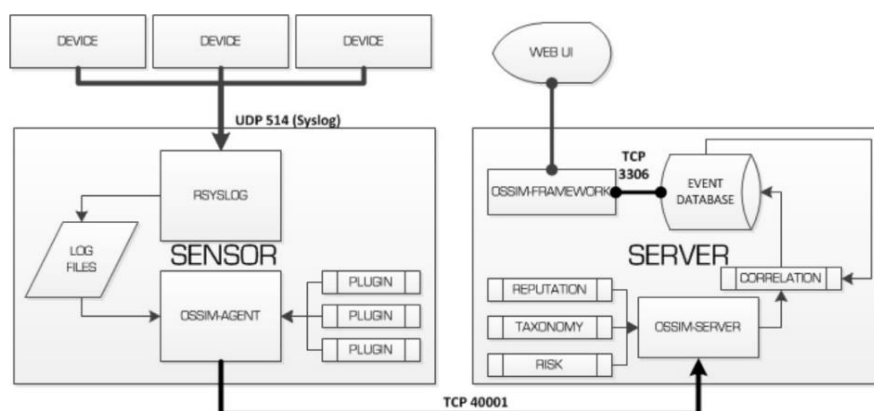 DEVICE
DEVICE
DEVICE
UDP 514 (Syslog)
RSYSLOG
LOG
FILES
SENSOR
OSSIM-AGENT
PLUGIN
PLUGIN
PLUGIN
WEB UI
OSSIM-FRAMEWORK
TCP
3306
EVENT
DATABASE
SERVER
CORRELATION
REPUTATION
TAXONOMY
RISK
OSSIM-SERVER
TCP 40001